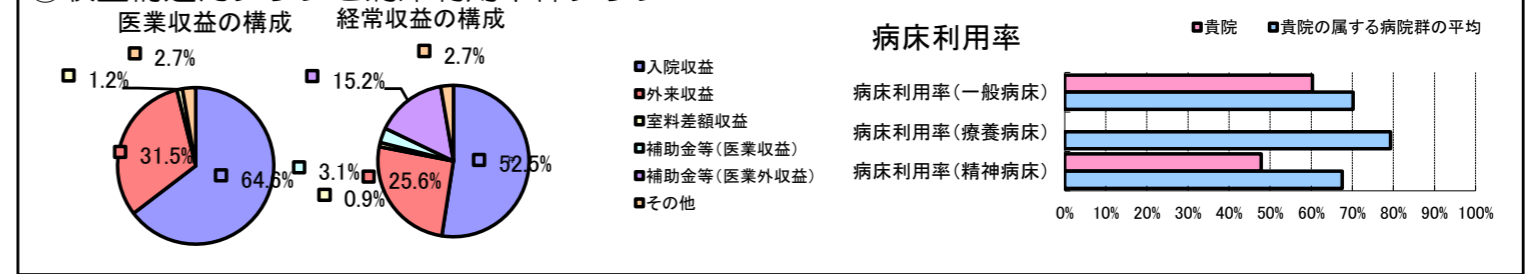 医業収益の構成
2.7%
1.2%
31.5%
64.6%
経常収益の構成
2.7%
15.2%
52.5%
3.1%
25.6%
0.9%
入院収益
外来収益
室料差額収益
補助金等(医業収益)
補助金等(医業外収益)
その他
病床利用率
貴院 貴院の属する病院群の平均
病床利用率(一般病床)
病床利用率(療養病床)
病床利用率(精神病床)
0% 10% 20% 30% 40% 50% 60% 70% 80% 90% 100%